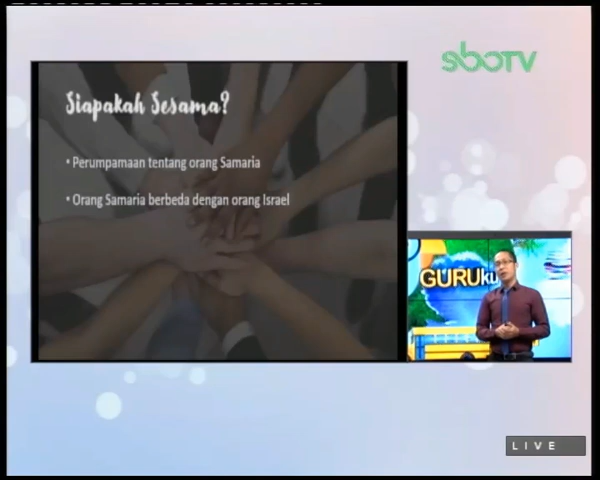 sboTV
Siapakah Sesama?
• Perumpamaan tentang orang Samaria
• Orang Samaria berbeda dengan orang Israel
GURUku
LIVE